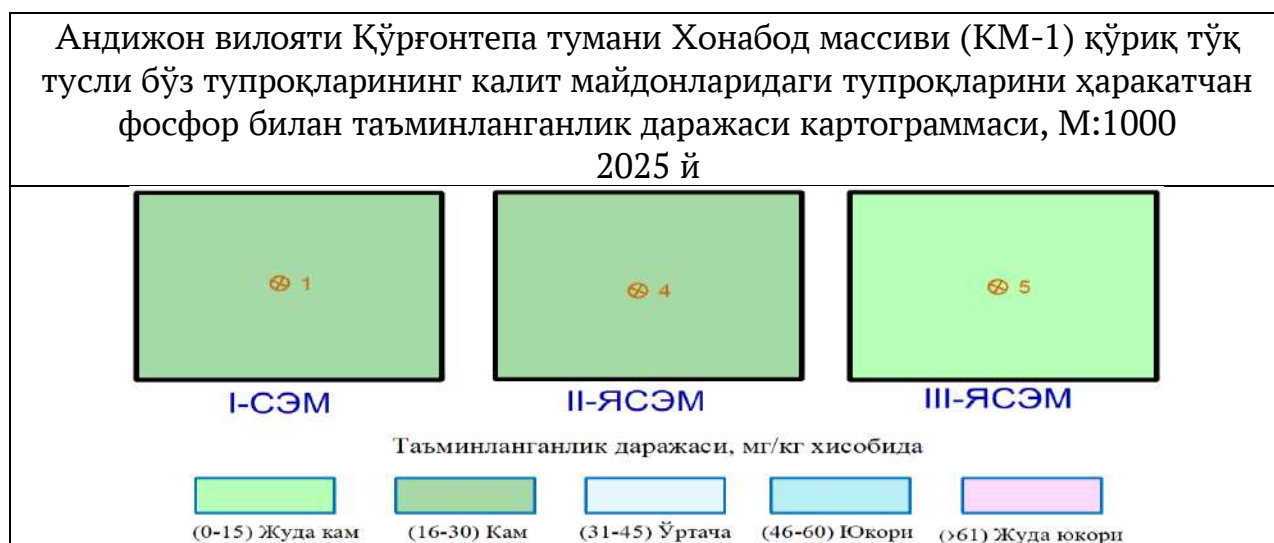 Андижон вилояти Қўрғонтепа тумани Хонабод массиви (КМ-1) қўриқ тўқ
тусли бўз тупроқларининг калит майдонларидаги тупроқларини ҳаракатчан
фосфор билан таъминланганлик даражаси картограммаси, М:1000
2025 й
1 4 5
I-СЭМ II-ЯСЭМ III-ЯСЭМ
Таъминланганлик даражаси, мг/кг хисобида
(0-15) Жуда кам (16-30) Кам (31-45) Ўртача (46-60) Юкори (>61) Жуда юкори